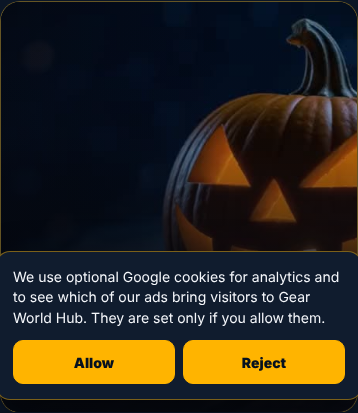 We use optional Google cookies for analytics and
to see which of our ads bring visitors to Gear
World Hub. They are set only if you allow them.
Allow
Reject